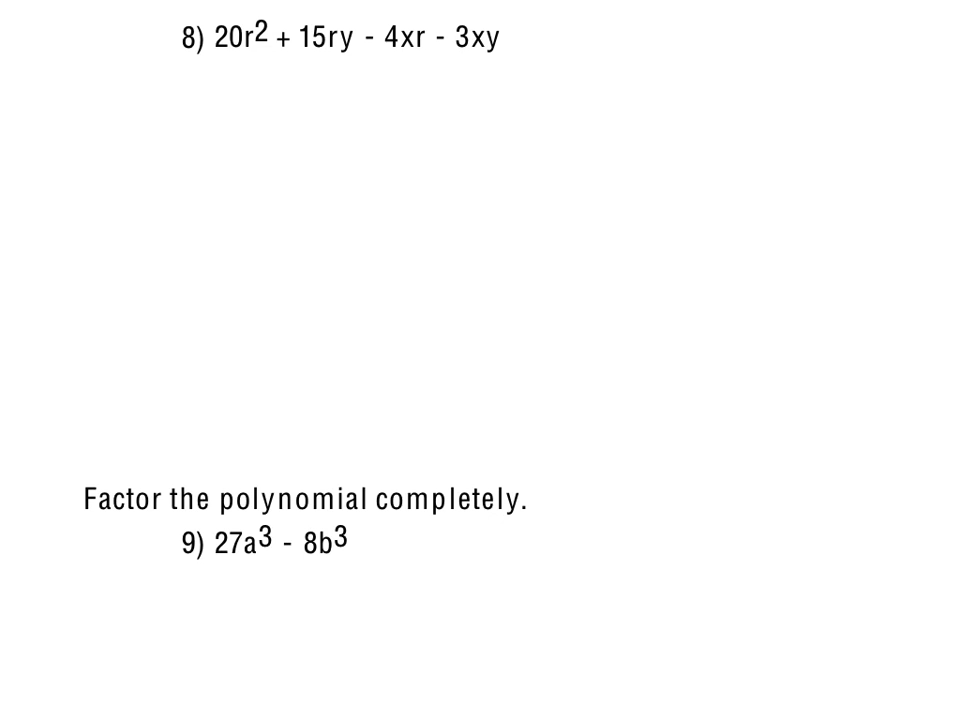 8) 20r² + 15ry - 4xr - 3xy
Factor the polynomial completely.
9) 27a³ - 8b³